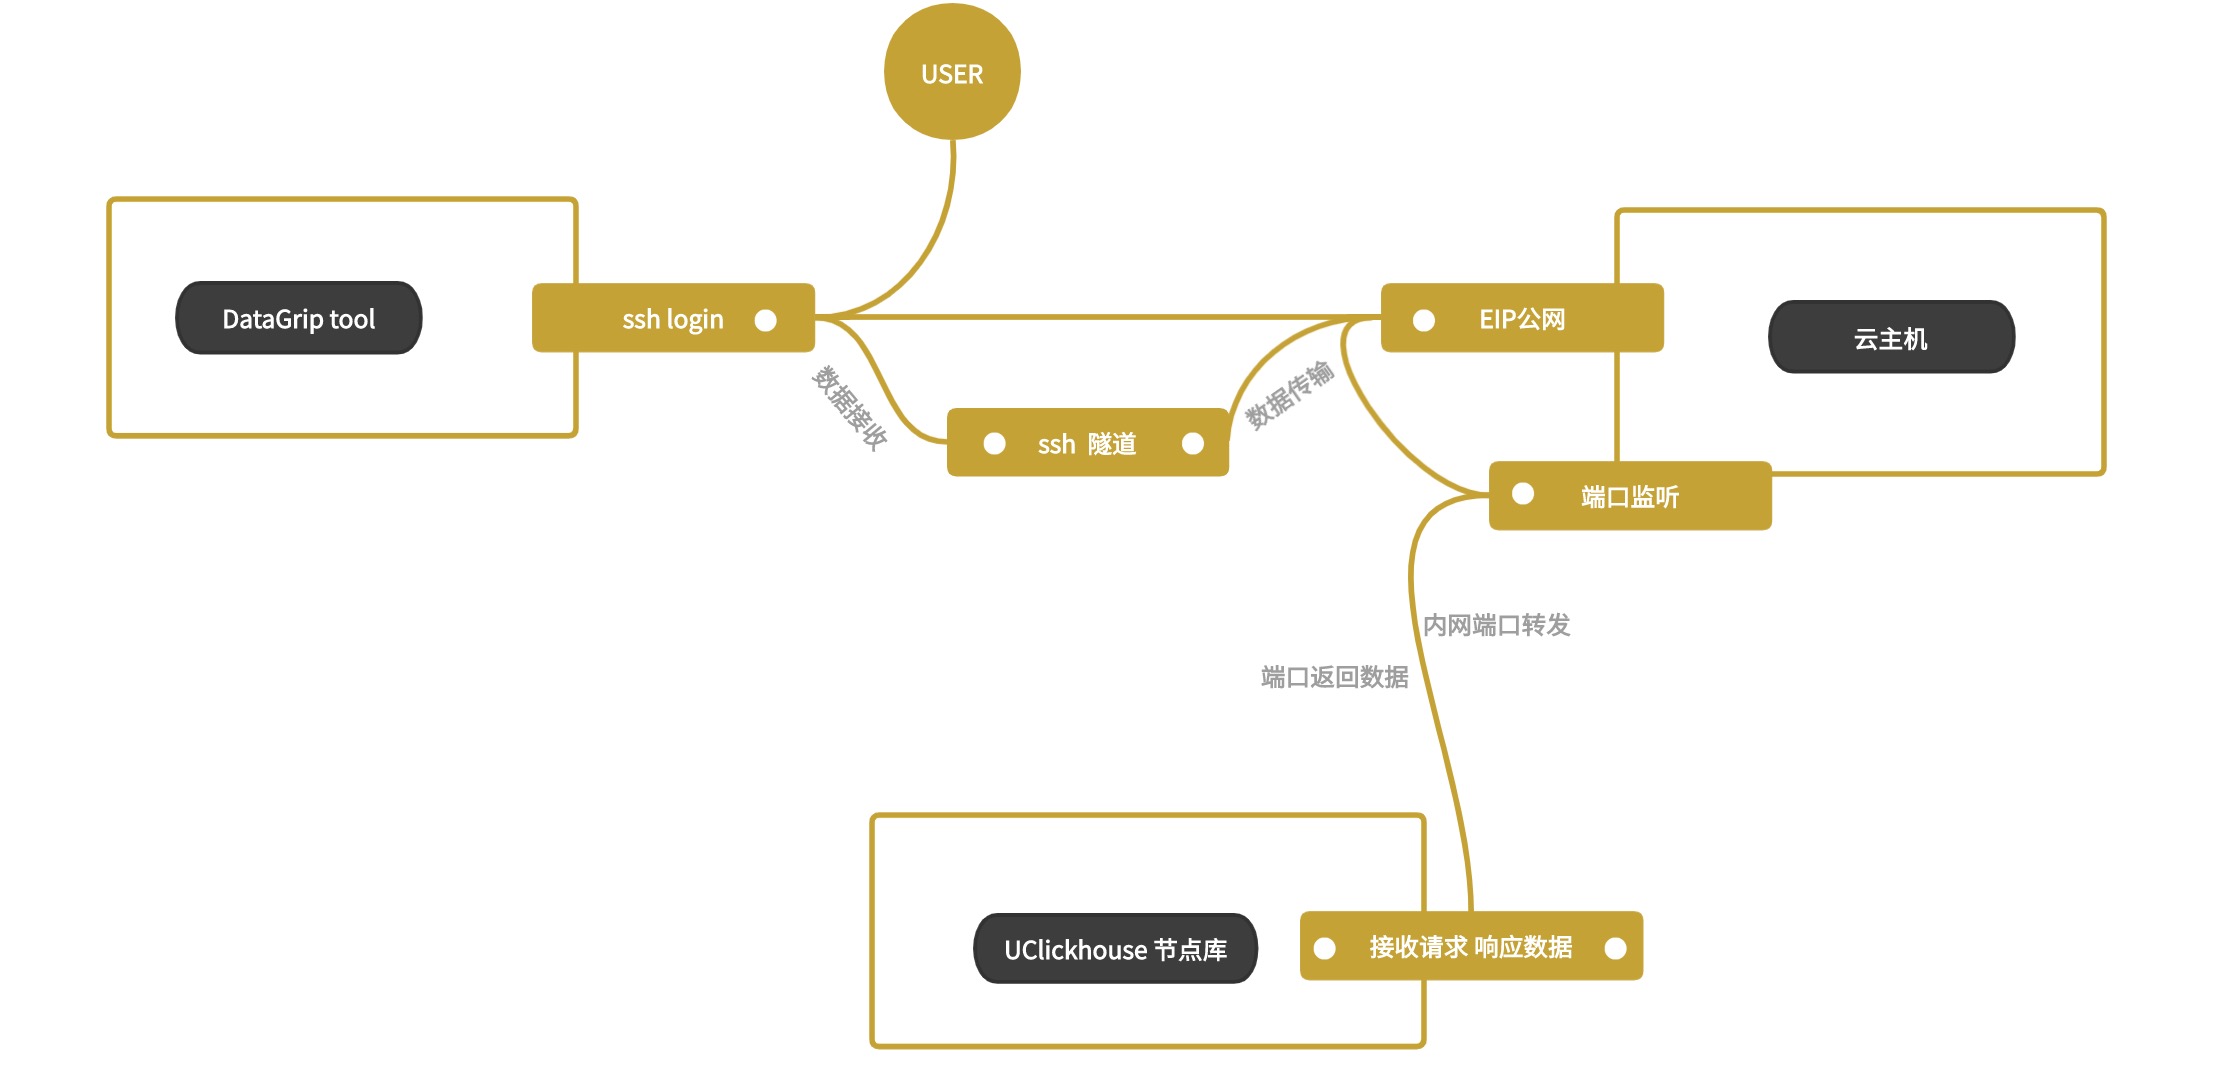 USER
DataGrip tool
ssh login
EIP公网
云主机
数据接收
ssh 隧道
数据传输
端口监听
内网端口转发
端口返回数据
UClickhouse 节点库
接收请求 响应数据